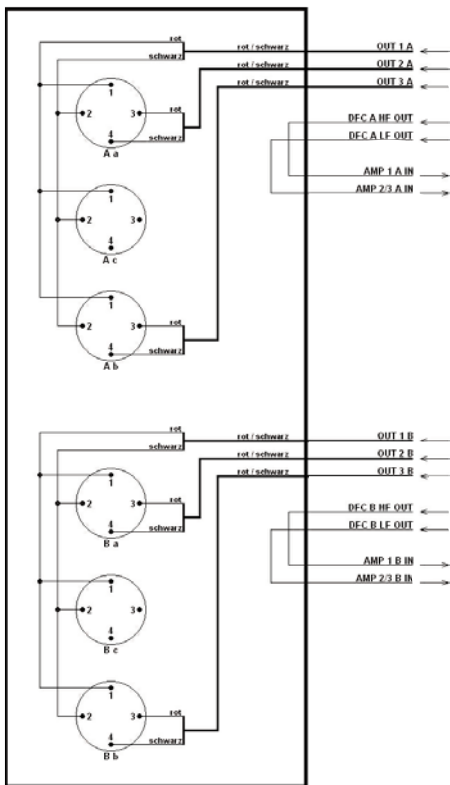 rot
schwarz
rot / schwarz OUT 1 A
rot / schwarz OUT 2 A
rot / schwarz OUT 3 A
1
2 3 rot
4 schwarz
A a
DFC A HF OUT
DFC A LF OUT
AMP 1 A IN
AMP 2/3 A IN
1
2 3
4
A c
1
2 3 rot
4 schwarz
A b
rot
schwarz
rot / schwarz OUT 1 B
rot / schwarz OUT 2 B
rot / schwarz OUT 3 B
1
2 3 rot
4 schwarz
B a
DFC B HF OUT
DFC B LF OUT
AMP 1 B IN
AMP 2/3 B IN
1
2 3
4
B c
1
2 3 rot
4 schwarz
B b